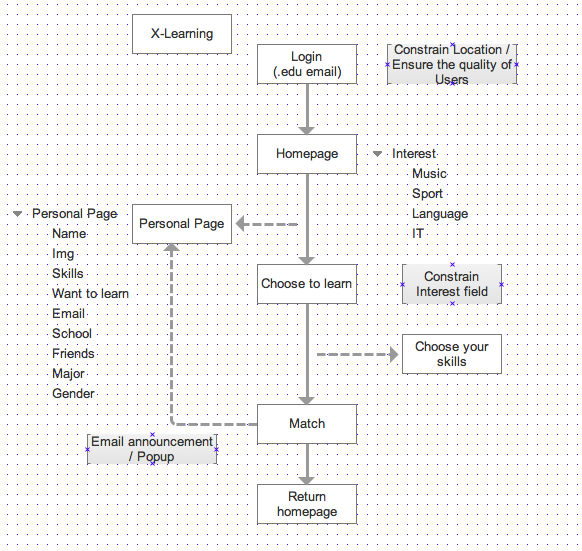 X-Learning
Login
(.edu email)
Constrain Location /
Ensure the quality of
Users
Homepage
Interest
Music
Sport
Language
IT
Personal Page
Name
Img
Skills
Want to learn
Email
School
Friends
Major
Gender
Personal Page
Choose to learn
Constrain
Interest field
Choose your
skills
Match
Email announcement
/ Popup
Return
homepage